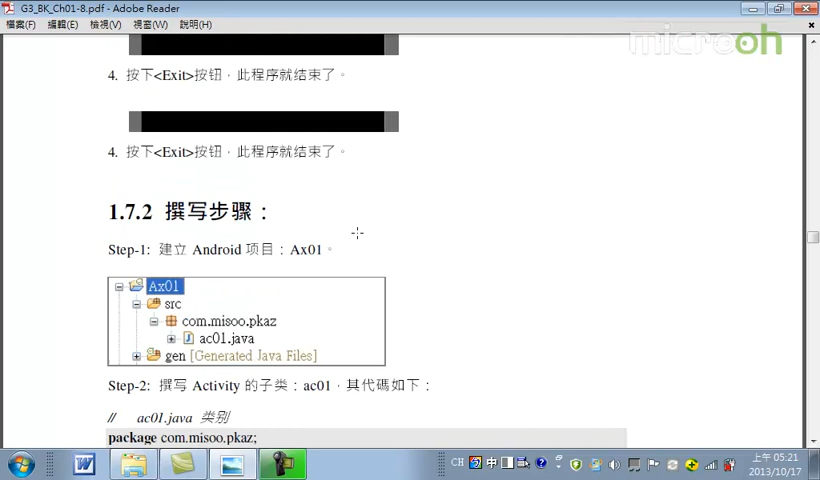 G3_BK_Ch01-8.pdf - Adobe Reader
檔案(F) 編輯(E) 檢視(V) 視窗(W) 說明(H)
microoh
4. 按下<Exit>按钮，此程序就结束了。
4. 按下<Exit>按钮，此程序就结束了。
1.7.2 撰写步骤：
Step-1: 建立 Android 项目：Ax01。
Ax01
src
com.misoo.pkaz
ac01.java
gen [Generated Java Files]
Step-2: 撰写 Activity 的子类：ac01，其代碼如下：
// ac01.java 类别
package com.misoo.pkaz;
CH 中
上午 05:21
2013/10/17